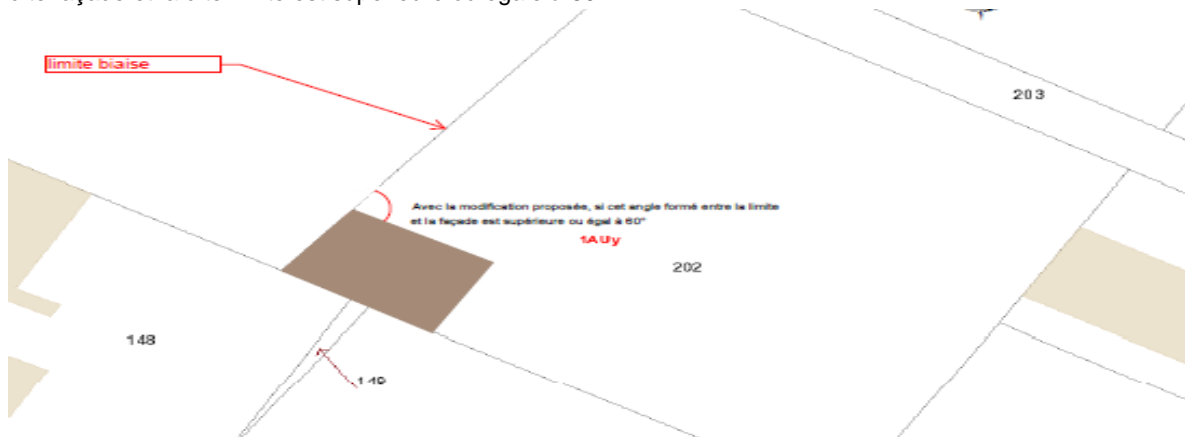 limite biaise
203
Avec la modification proposée, si cet angle formé entre la limite
et la façade est supérieure ou égal à 60°
1AUy
202
148
149